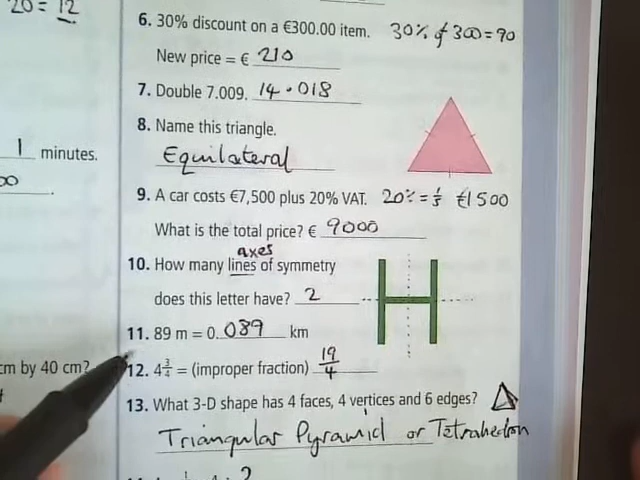 20 = 12
6. 30% discount on a €300.00 item. 30% of 300 = 90
New price = € 210
7. Double 7.009. 14.018
8. Name this triangle.
1 minutes.
Equilateral
9. A car costs €7,500 plus 20% VAT. 20% = 1/5 €1500
What is the total price? € 9000
axes
10. How many lines of symmetry
does this letter have? 2
H
11. 89 m = 0.089 km
cm by 40 cm?
12. 4 3/4 = (improper fraction) 19/4
13. What 3-D shape has 4 faces, 4 vertices and 6 edges?
Triangular Pyramid or Tetrahedron